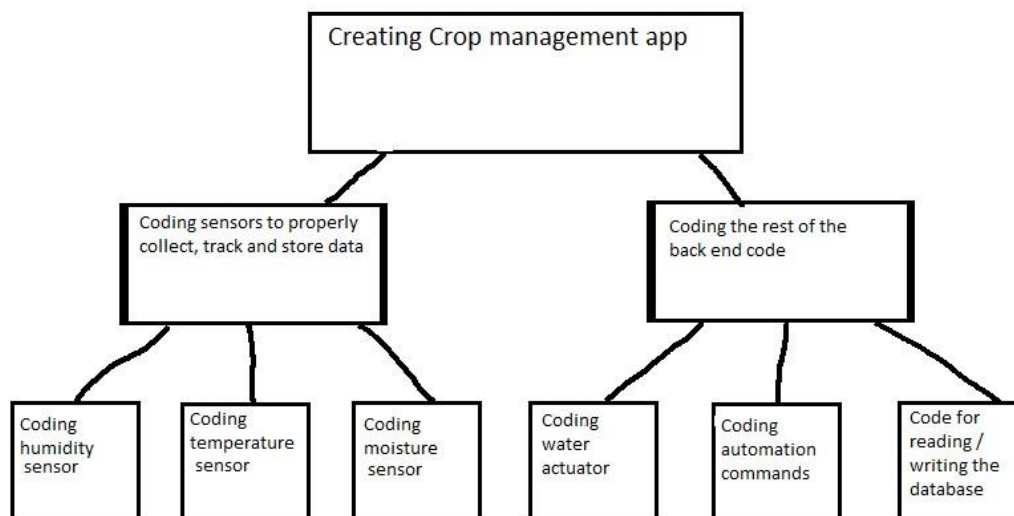 Creating Crop management app
Coding sensors to properly
collect, track and store data
Coding the rest of the
back end code
Coding
humidity
sensor
Coding
temperature
sensor
Coding
moisture
sensor
Coding
water
actuator
Coding
automation
commands
Code for
reading /
writing the
database